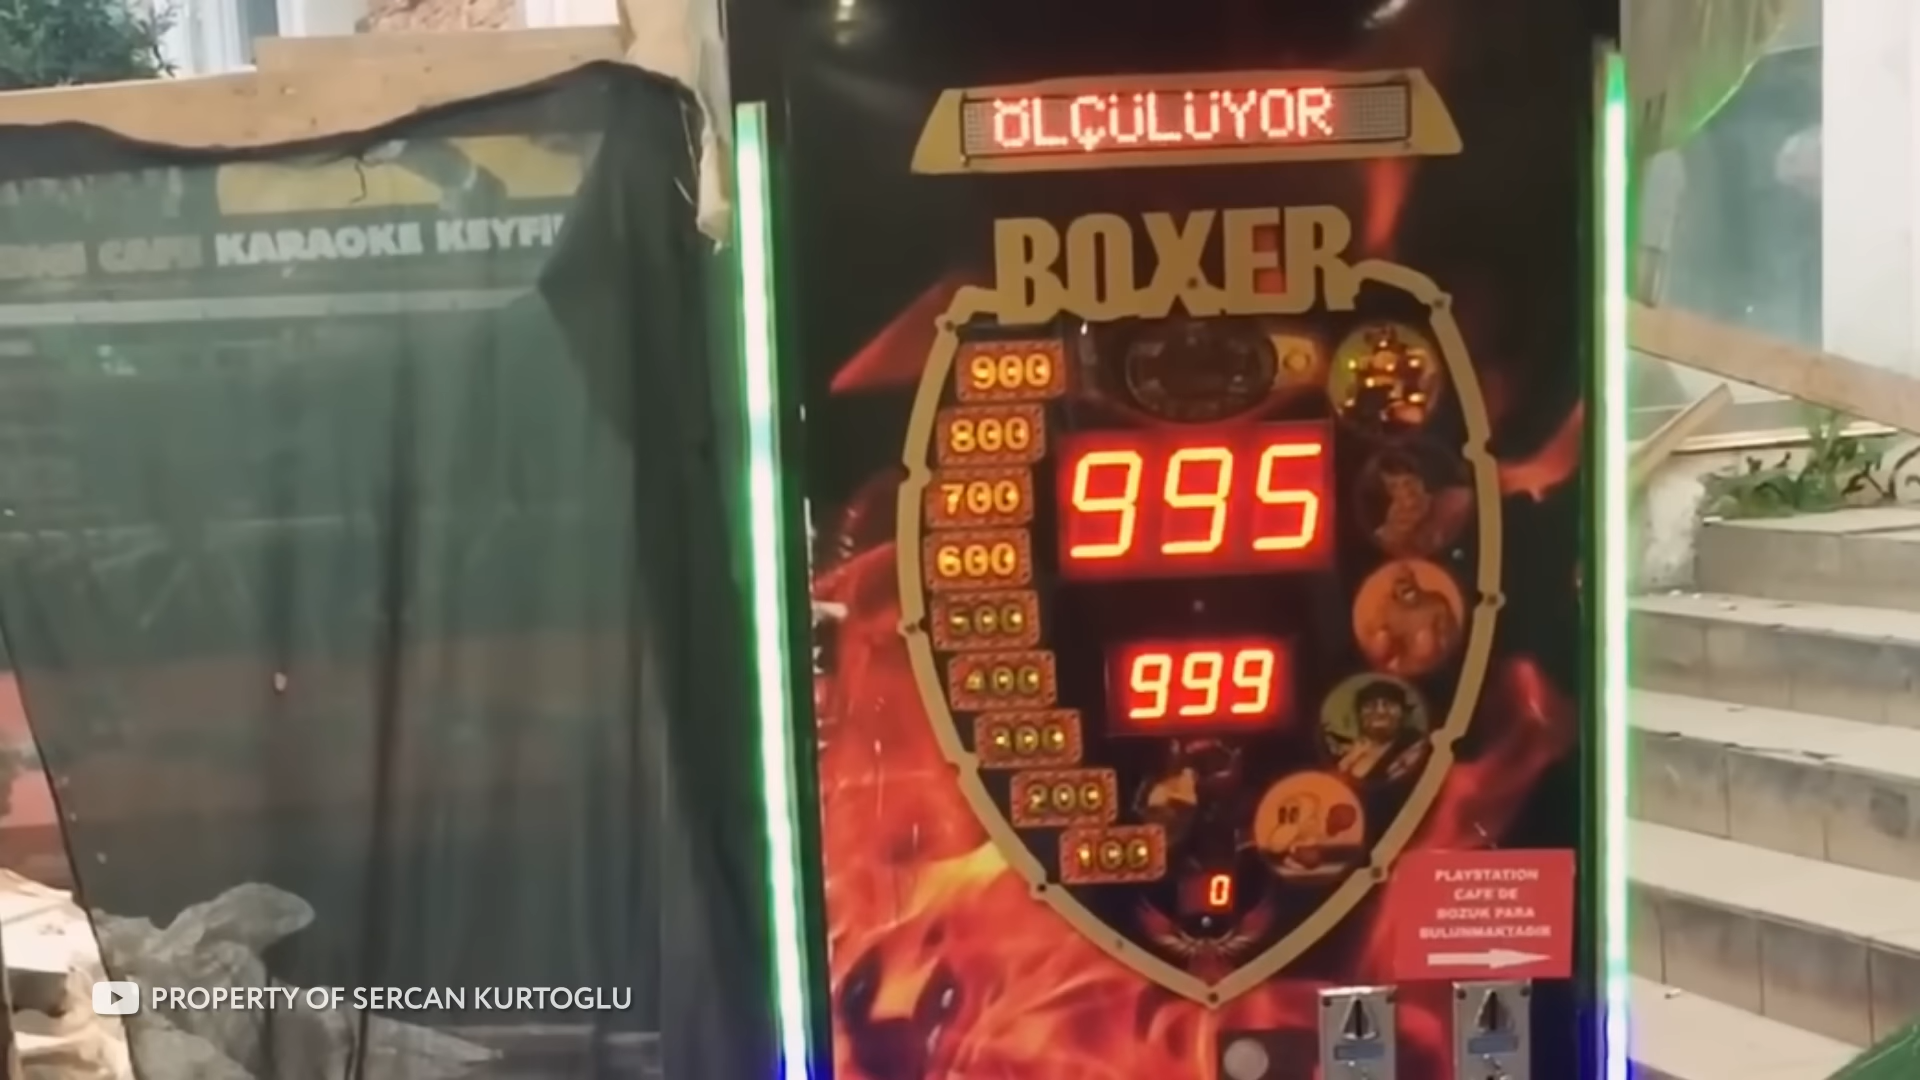 ÖLÇÜLÜYOR
BOXER
CAFE KARAOKE KEYFİ
900
800
995
700
600
500
999
400
300
200
100
0
PLAYSTATION
CAFE'DE
BOZUK PARA
BULUNMAKTADIR
PROPERTY OF SERCAN KURTOGLU